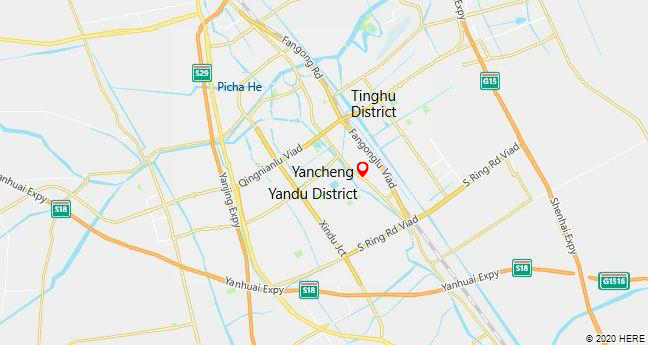 Fangong Rd
Shenhai Expy
S29
Picha He
G15
Tinghu
District
Qingnianlu Viad
Fangonglu Viad
S Ring Rd Viad
Yancheng
Yandu District
Yanhuai Expy
S18
Yanjing Expy
Xindu Jct
S Ring Rd Viad
Shenhai Expy
Yanhuai Expy
S18
Yanhuai Expy
S18
G1516
© 2020 HERE